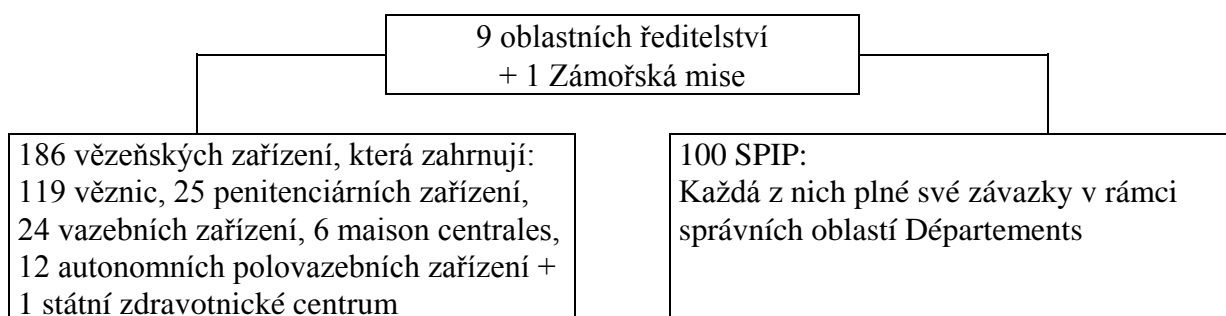 9 oblastních ředitelství
+ 1 Zámořská mise
186 vězeňských zařízení, která zahrnují:
119 věznic, 25 penitenciárních zařízení,
24 vazebních zařízení, 6 maison centrales,
12 autonomních polovazebních zařízení +
1 státní zdravotnické centrum
100 SPIP:
Každá z nich plné své závazky v rámci
správních oblastí Départements